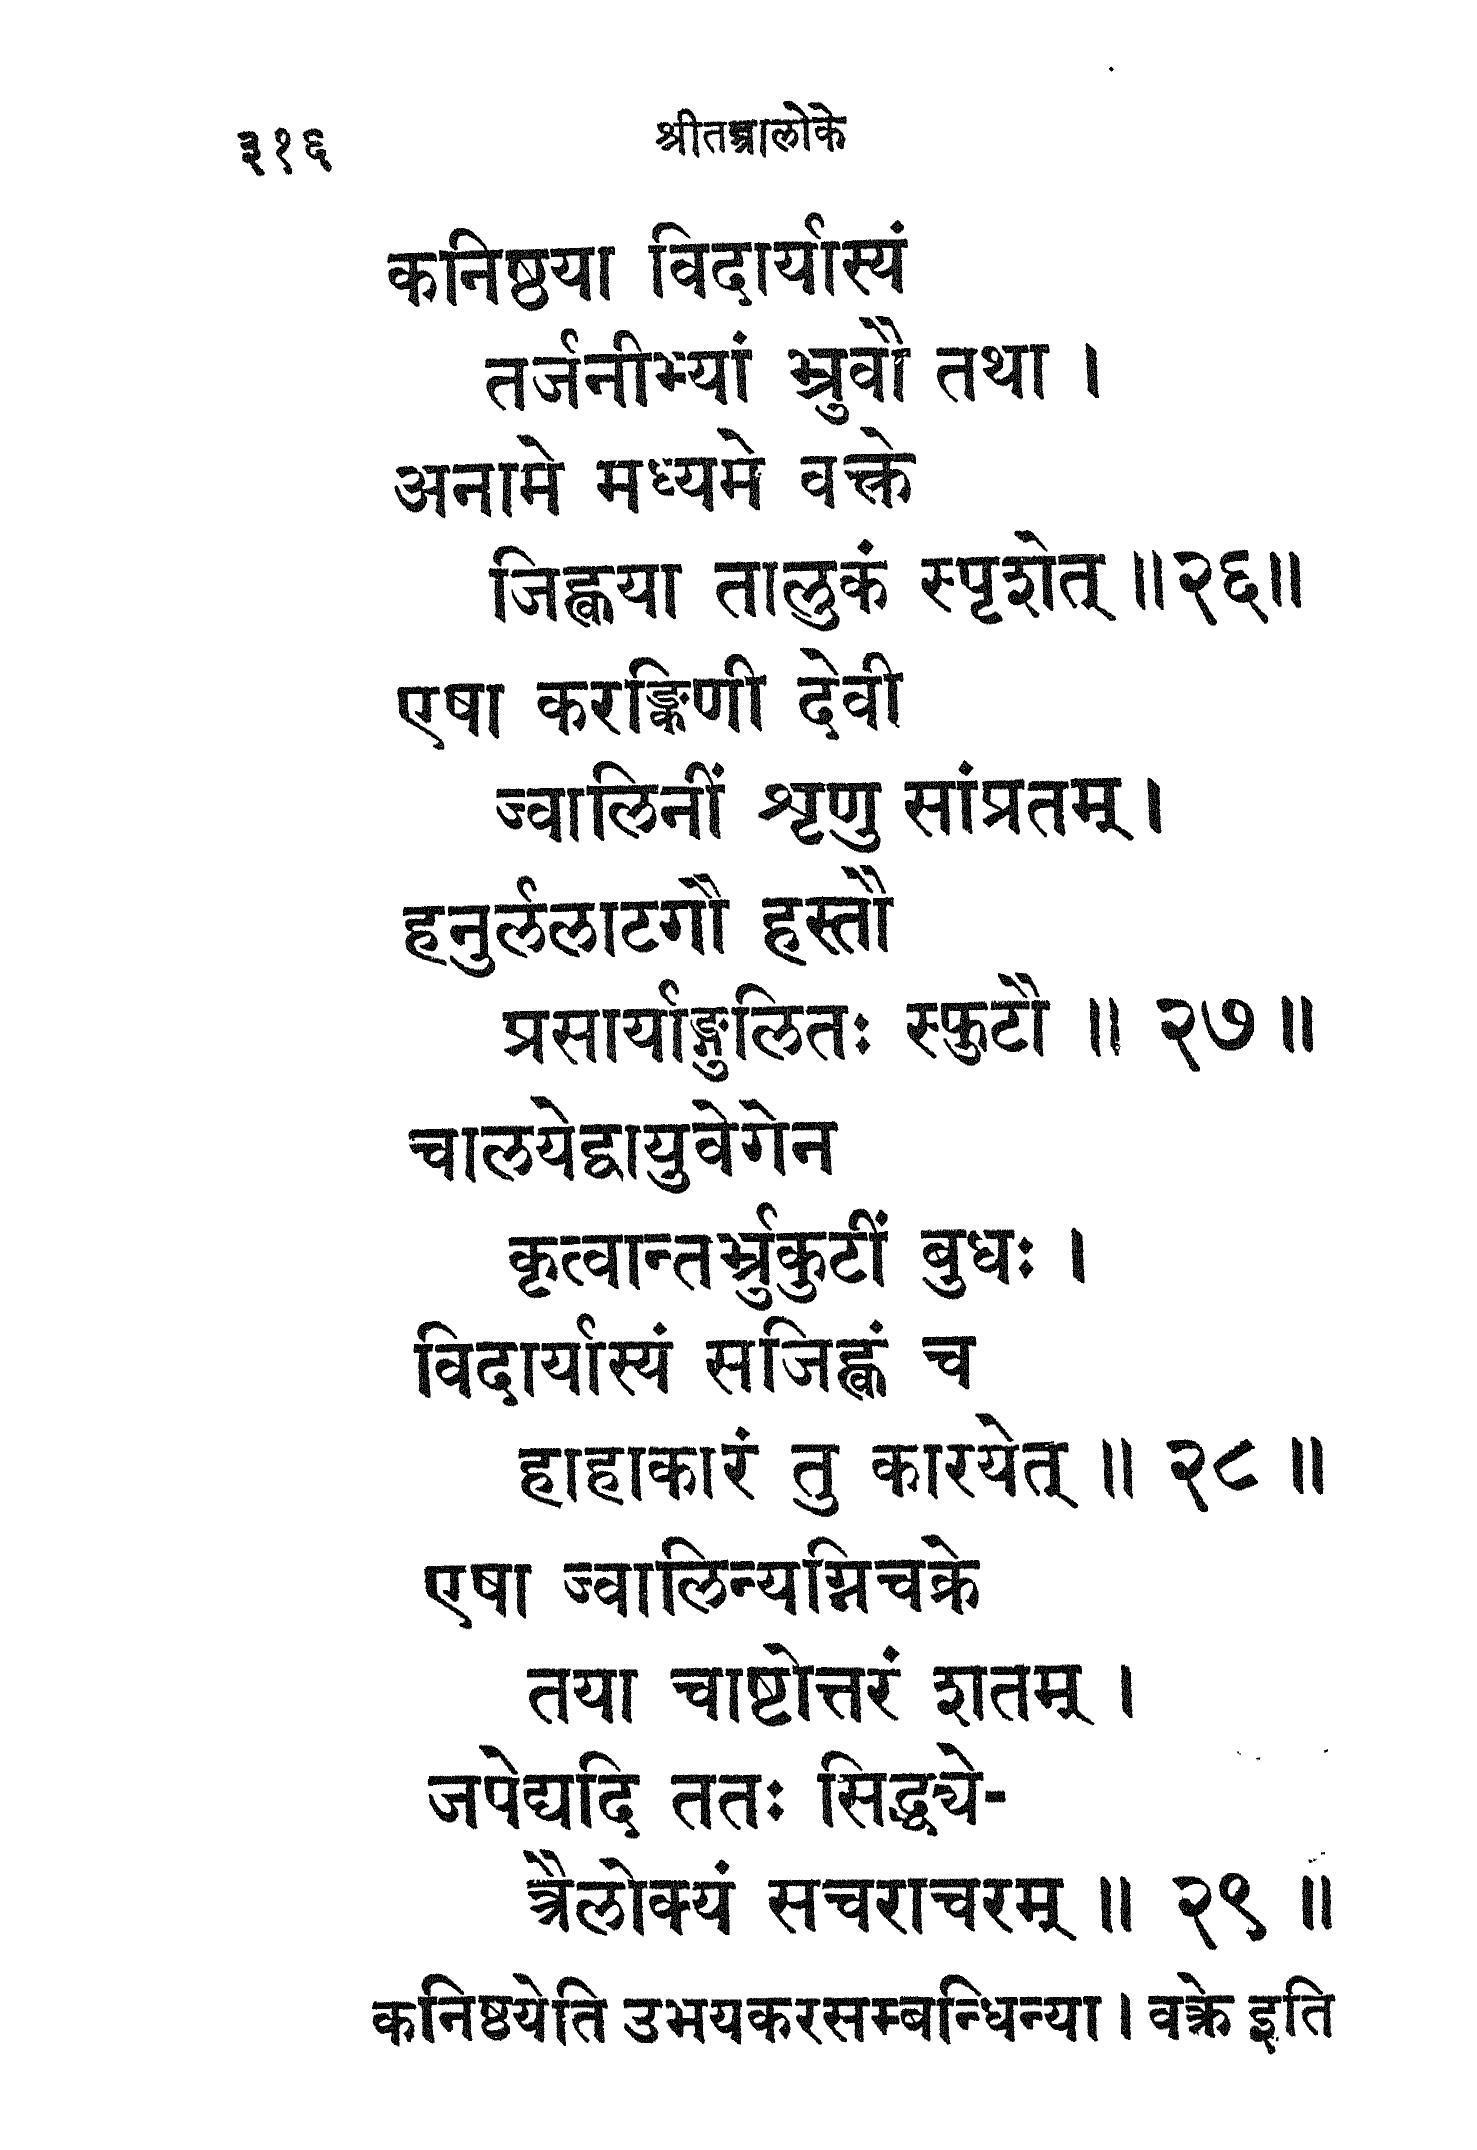 ३१६ श्रीतन्त्रालोके
कनिष्ठया विदार्यास्यं
तर्जनीभ्यां भ्रुवौ तथा ।
अनामे मध्यमे वक्त्रे
जिह्वया तालुकं स्पृशेत् ॥२६॥
एषा करङ्किणी देवी
ज्वालिनीं शृणु सांप्रतम् ।
हनुर्ललाटगौ हस्तौ
प्रसार्याङ्गुलितः स्फुटौ ॥ २७ ॥
चालयेद्वायुवेगेन
कृत्वान्तर्भ्रुकुटीं बुधः ।
विदार्यास्यं सजिह्वं च
हाहाकारं तु कारयेत् ॥ २८ ॥
एषा ज्वालिन्यग्निचक्रे
तया चाष्टोत्तरं शतम् ।
जपेद्यदि ततः सिद्ध्ये-
त्त्रैलोक्यं सचराचरम् ॥ २९ ॥
कनिष्ठयेति उभयकरसम्बन्धिन्या । वक्त्रे इति